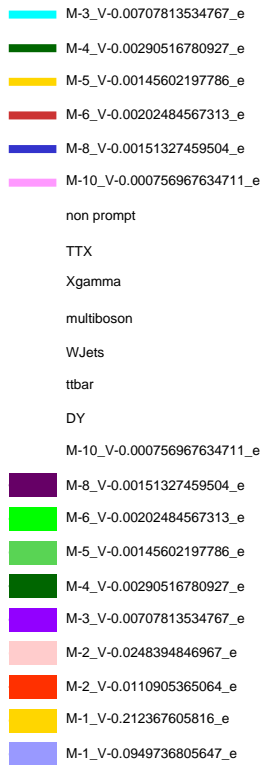 M-3_V-0.00707813534767_e
M-4_V-0.00290516780927_e
M-5_V-0.00145602197786_e
M-6_V-0.00202484567313_e
M-8_V-0.00151327459504_e
M-10_V-0.000756967634711_e
non prompt
TTX
Xgamma
multiboson
WJets
ttbar
DY
M-10_V-0.000756967634711_e
M-8_V-0.00151327459504_e
M-6_V-0.00202484567313_e
M-5_V-0.00145602197786_e
M-4_V-0.00290516780927_e
M-3_V-0.00707813534767_e
M-2_V-0.0248394846967_e
M-2_V-0.0110905365064_e
M-1_V-0.212367605816_e
M-1_V-0.0949736805647_e